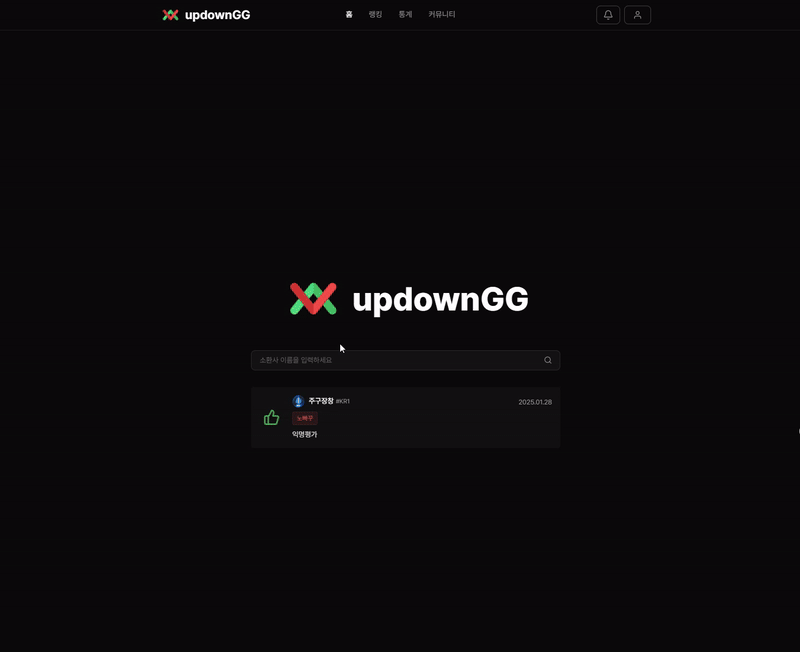 updownGG
홈 랭킹 통계 커뮤니티
updownGG
소환사 이름을 입력하세요
주구장창 #KR1
2025.01.28
노빠꾸
익명평가